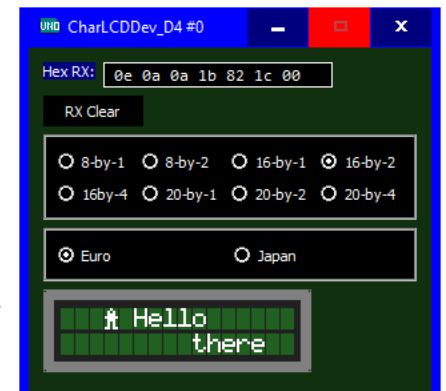 UNO CharLCDDev_D4 #0
Hex RX: 0e 0a 0a 1b 82 1c 00
RX Clear
8-by-1 8-by-2 16-by-1 16-by-2
16by-4 20-by-1 20-by-2 20-by-4
Euro Japan
Hello
there